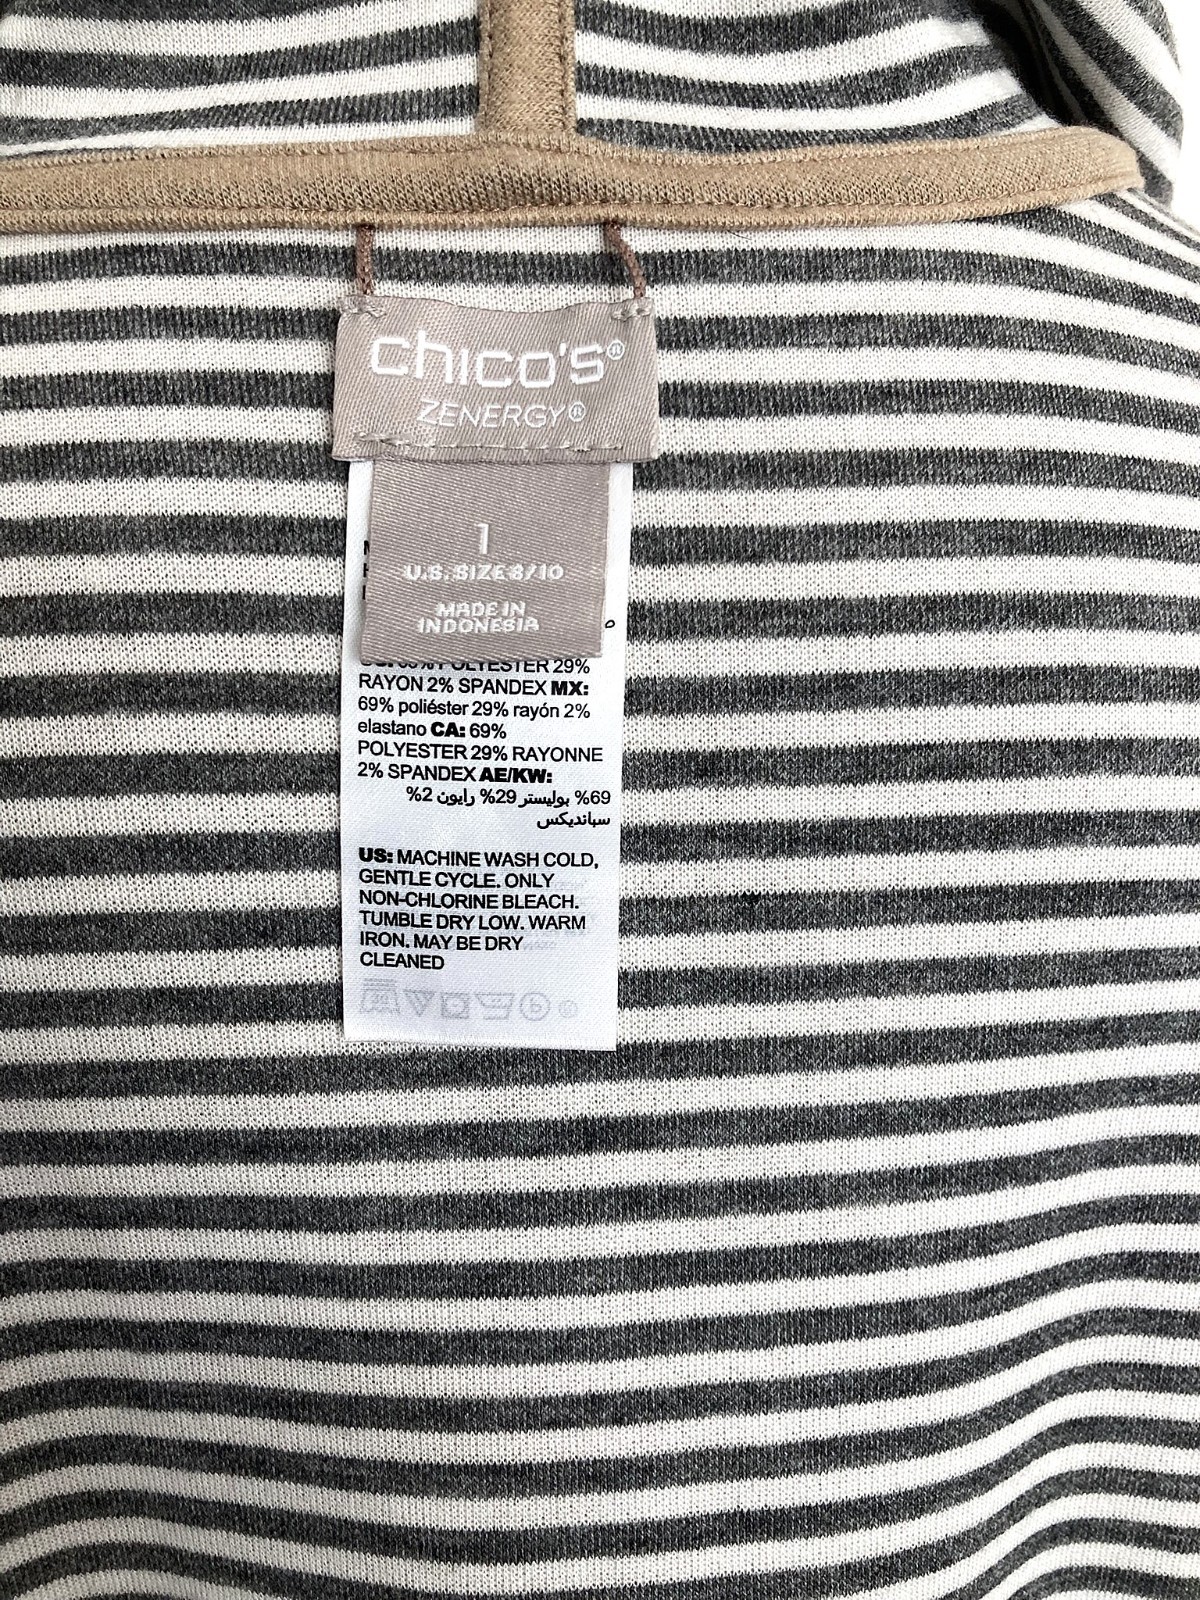 chico's®
ZENERGY®
1
U.S. SIZE 8/10
MADE IN
INDONESIA
POLYESTER 29%
RAYON 2% SPANDEX MX:
69% poliéster 29% rayón 2%
elastano CA: 69%
POLYESTER 29% RAYONNE
2% SPANDEX AE/KW:
69% بوليستر 29% رايون 2%
سبانديكس
US: MACHINE WASH COLD,
GENTLE CYCLE. ONLY
NON-CHLORINE BLEACH.
TUMBLE DRY LOW. WARM
IRON. MAY BE DRY
CLEANED